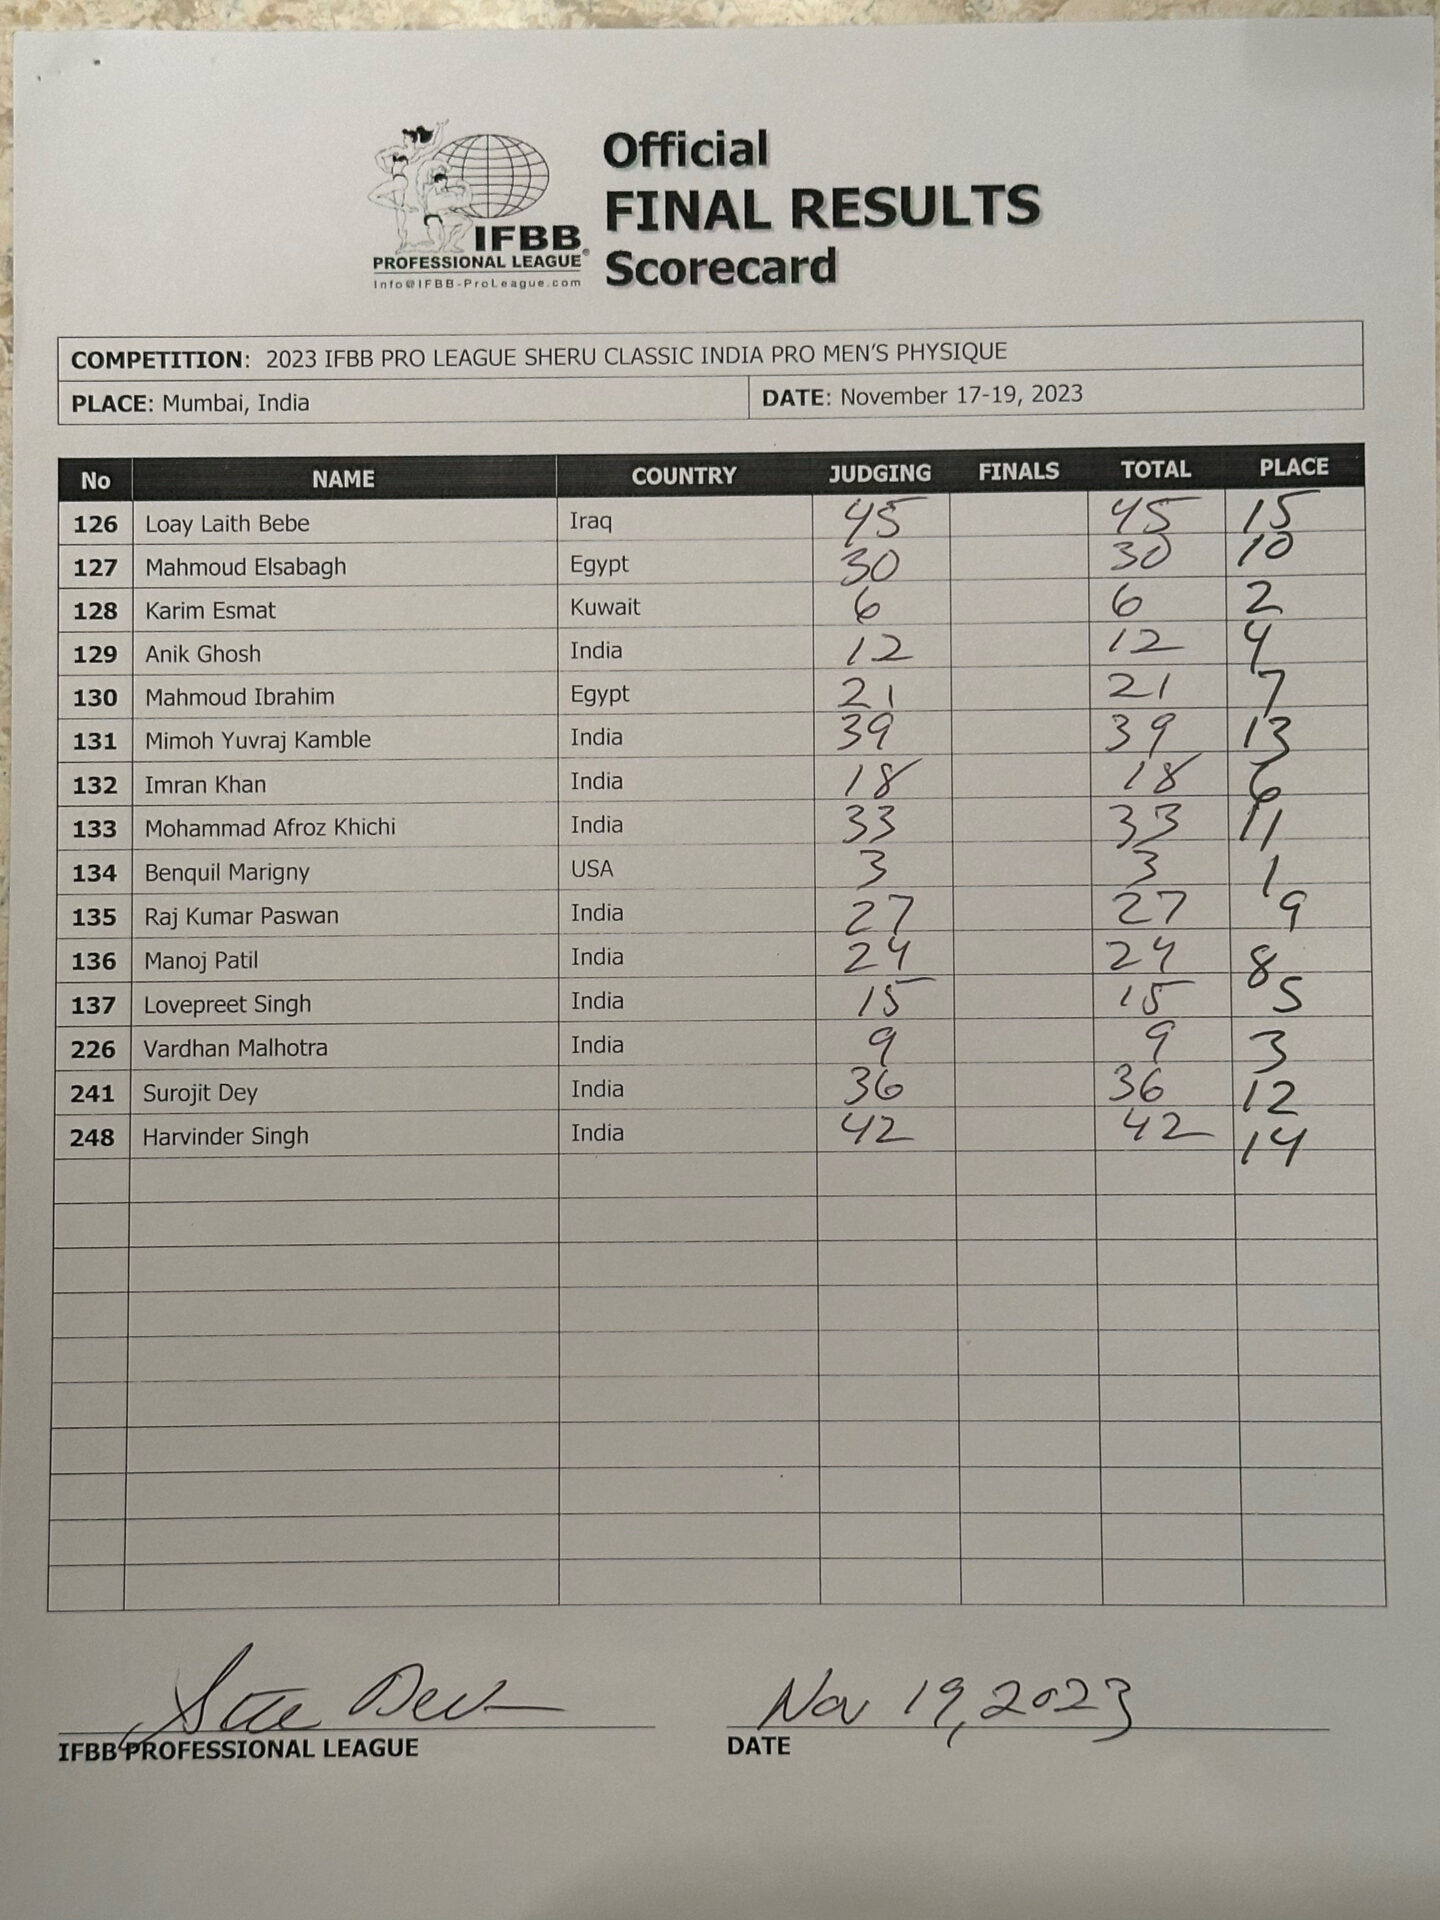 Official
FINAL RESULTS
Scorecard
IFBB®
PROFESSIONAL LEAGUE
Info@IFBB-ProLeague.com
COMPETITION: 2023 IFBB PRO LEAGUE SHERU CLASSIC INDIA PRO MEN'S PHYSIQUE
PLACE: Mumbai, India DATE: November 17-19, 2023
No NAME COUNTRY JUDGING FINALS TOTAL PLACE
126 Loay Laith Bebe Iraq 45 45 15
127 Mahmoud Elsabagh Egypt 30 30 10
128 Karim Esmat Kuwait 6 6 2
129 Anik Ghosh India 12 12 4
130 Mahmoud Ibrahim Egypt 21 21 7
131 Mimoh Yuvraj Kamble India 39 39 13
132 Imran Khan India 18 18 6
133 Mohammad Afroz Khichi India 33 33 11
134 Benquil Marigny USA 3 3 1
135 Raj Kumar Paswan India 27 27 9
136 Manoj Patil India 24 24 8
137 Lovepreet Singh India 15 15 5
226 Vardhan Malhotra India 9 9 3
241 Surojit Dey India 36 36 12
248 Harvinder Singh India 42 42 14
Nov 19, 2023
IFBB PROFESSIONAL LEAGUE DATE